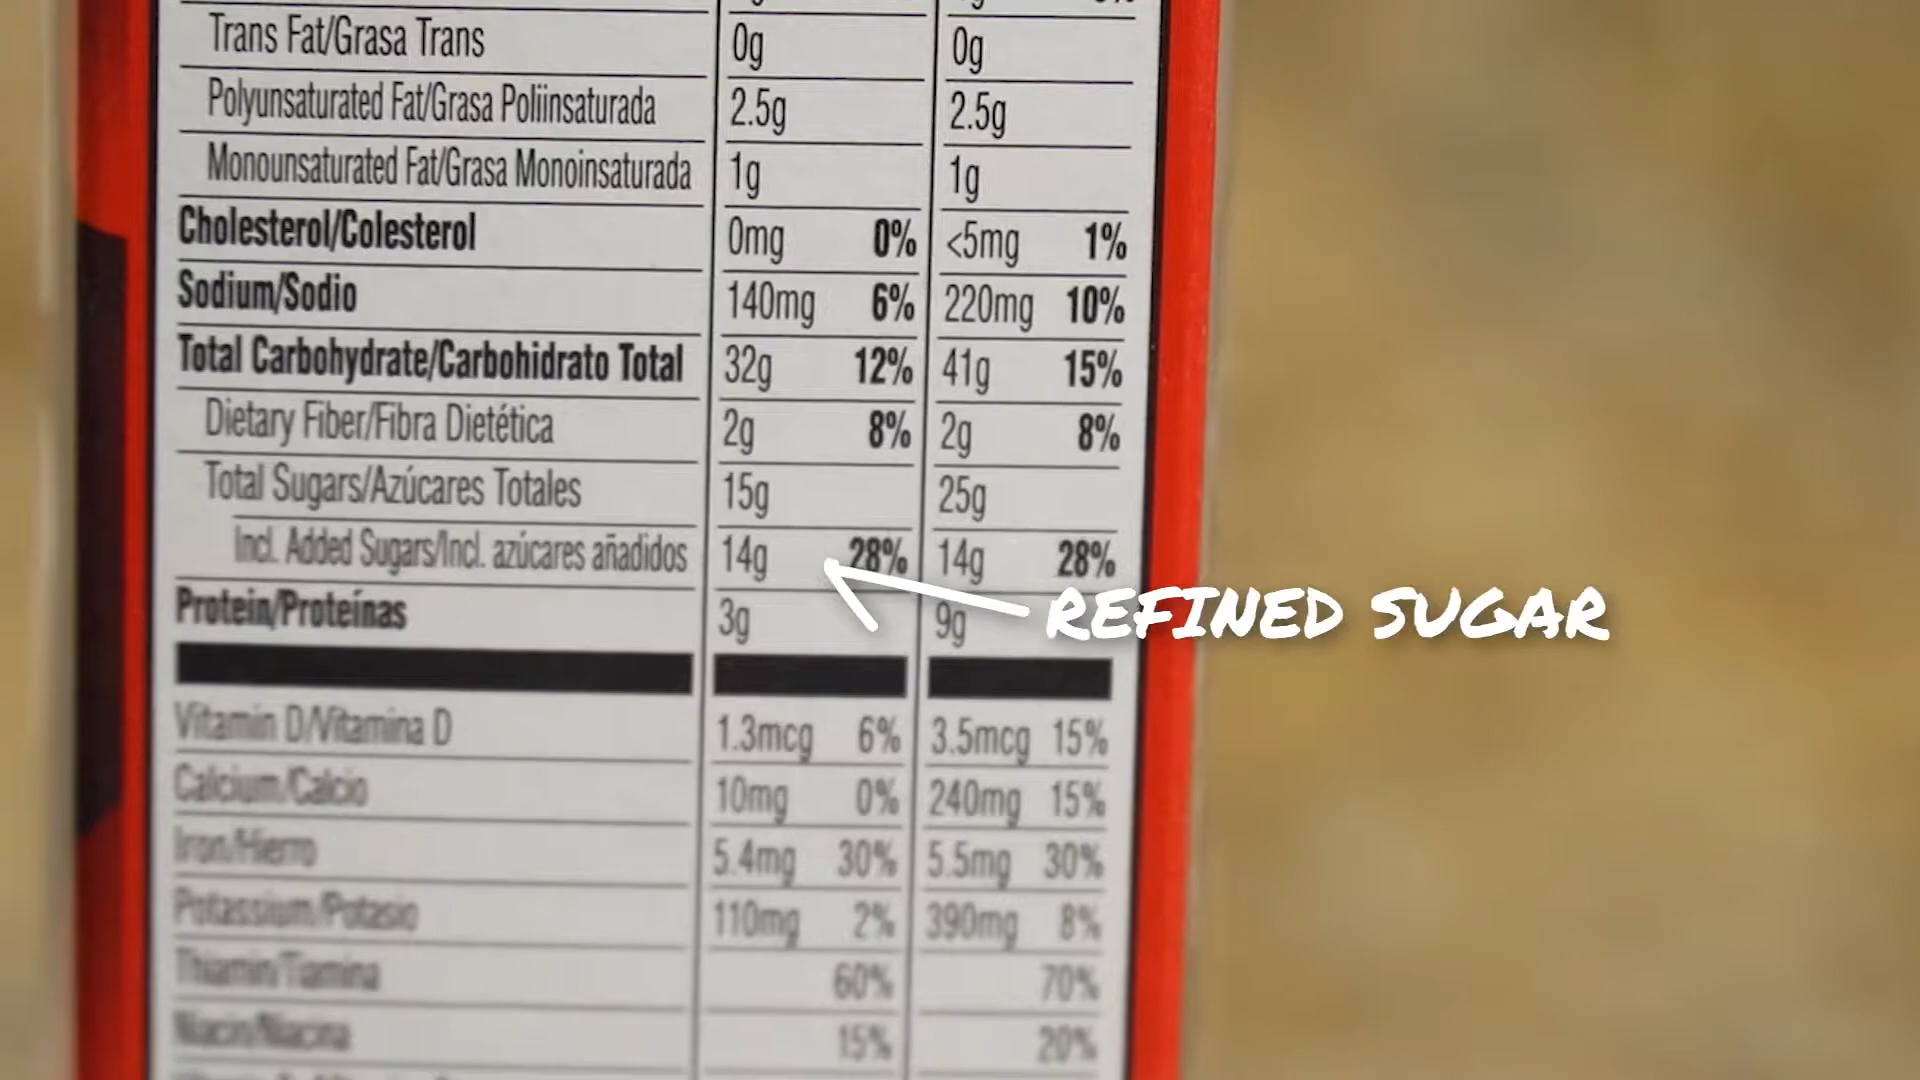 Trans Fat/Grasa Trans 0g 0g
Polyunsaturated Fat/Grasa Poliinsaturada 2.5g 2.5g
Monounsaturated Fat/Grasa Monoinsaturada 1g 1g
Cholesterol/Colesterol 0mg 0% <5mg 1%
Sodium/Sodio 140mg 6% 220mg 10%
Total Carbohydrate/Carbohidrato Total 32g 12% 41g 15%
Dietary Fiber/Fibra Dietética 2g 8% 2g 8%
Total Sugars/Azúcares Totales 15g 25g
Incl. Added Sugars/Incl. azúcares añadidos 14g 28% 14g 28%
REFINED SUGAR
Protein/Proteínas 3g 9g
Vitamin D/Vitamina D 1.3mcg 6% 3.5mcg 15%
Calcium/Calcio 10mg 0% 240mg 15%
Iron/Hierro 5.4mg 30% 5.5mg 30%
Potassium/Potasio 110mg 2% 390mg 8%
Thiamin/Tiamina 60% 70%
Niacin/Niacina 15% 20%